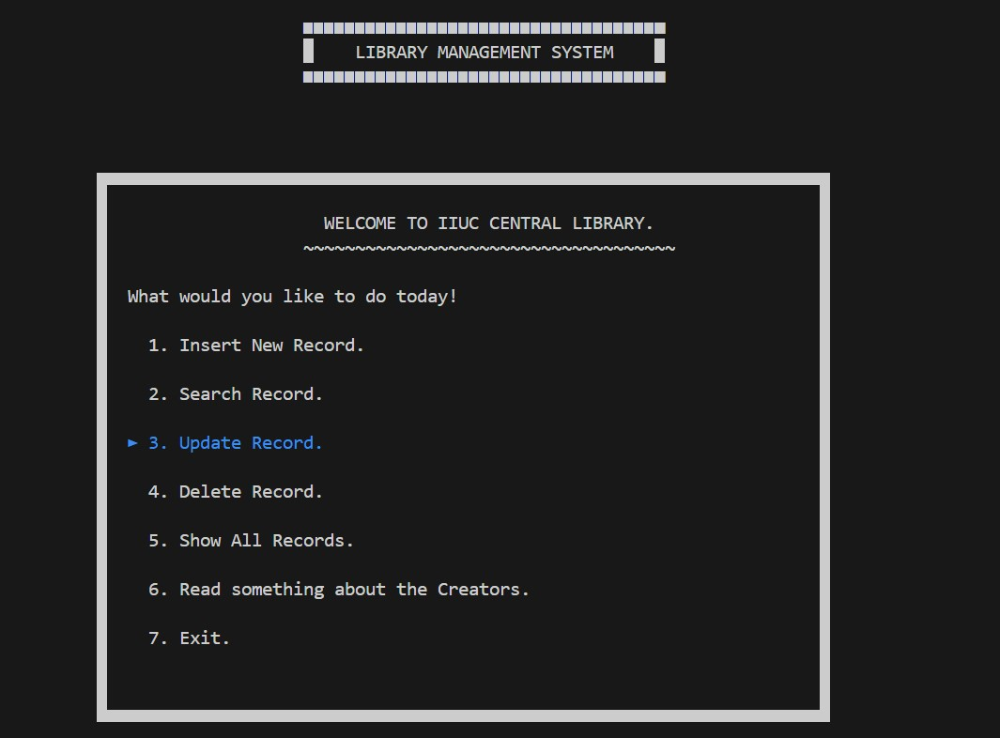 LIBRARY MANAGEMENT SYSTEM
WELCOME TO IIUC CENTRAL LIBRARY.
~~~~~~~~~~~~~~~~~~~~~~~~~~~~~~~~~~~~
What would you like to do today!
1. Insert New Record.
2. Search Record.
► 3. Update Record.
4. Delete Record.
5. Show All Records.
6. Read something about the Creators.
7. Exit.